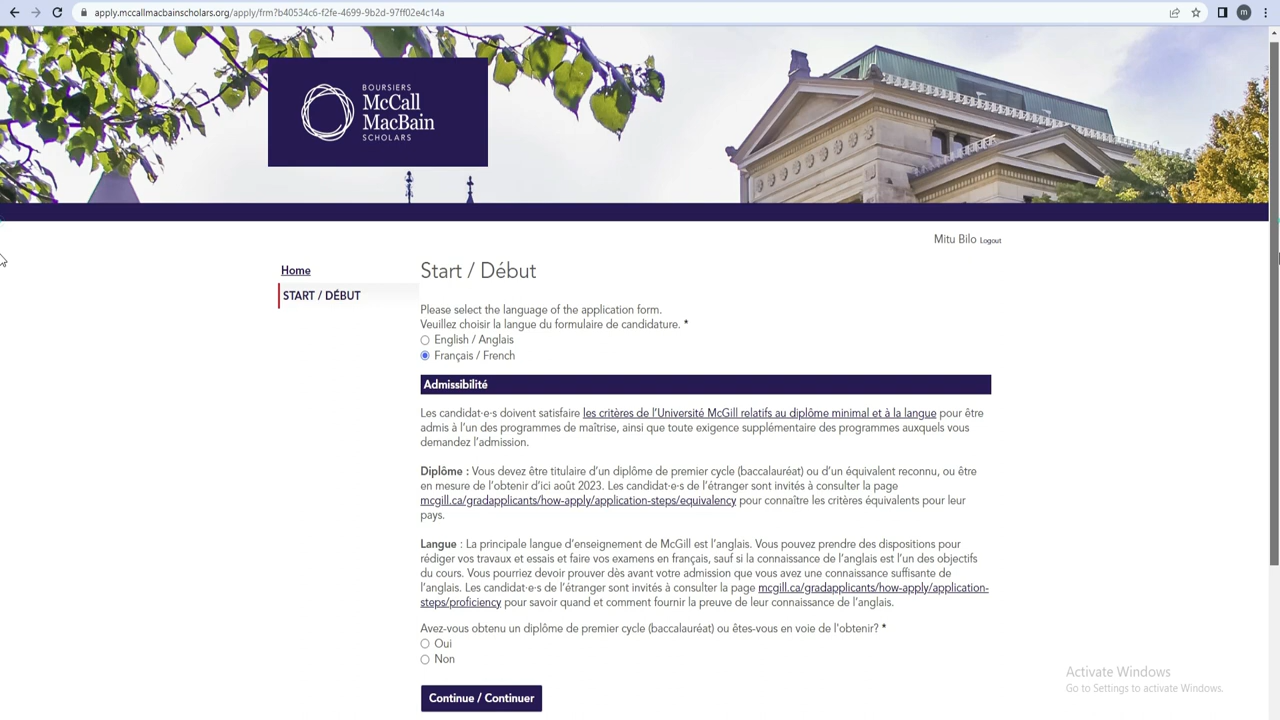 apply.mccallmacbainscholars.org/apply/frm?b40534c6-f2fe-4699-9b2d-97ff02e4c14a
m
BOURSIERS
McCall
MacBain
SCHOLARS
Mitu Bilo Logout
Home
START / DÉBUT
Start / Début
Please select the language of the application form.
Veuillez choisir la langue du formulaire de candidature. *
English / Anglais
Français / French
Admissibilité
Les candidat·e·s doivent satisfaire les critères de l'Université McGill relatifs au diplôme minimal et à la langue pour être
admis à l'un des programmes de maîtrise, ainsi que toute exigence supplémentaire des programmes auxquels vous
demandez l'admission.
Diplôme : Vous devez être titulaire d'un diplôme de premier cycle (baccalauréat) ou d'un équivalent reconnu, ou être
en mesure de l'obtenir d'ici août 2023. Les candidat·e·s de l'étranger sont invités à consulter la page
mcgill.ca/gradapplicants/how-apply/application-steps/equivalency pour connaître les critères équivalents pour leur
pays.
Langue : La principale langue d'enseignement de McGill est l'anglais. Vous pouvez prendre des dispositions pour
rédiger vos travaux et essais et faire vos examens en français, sauf si la connaissance de l'anglais est l'un des objectifs
du cours. Vous pourriez devoir prouver dès avant votre admission que vous avez une connaissance suffisante de
l'anglais. Les candidat·e·s de l'étranger sont invités à consulter la page mcgill.ca/gradapplicants/how-apply/application-
steps/proficiency pour savoir quand et comment fournir la preuve de leur connaissance de l'anglais.
Avez-vous obtenu un diplôme de premier cycle (baccalauréat) ou êtes-vous en voie de l'obtenir? *
Oui
Non
Continue / Continuer
Activate Windows
Go to Settings to activate Windows.